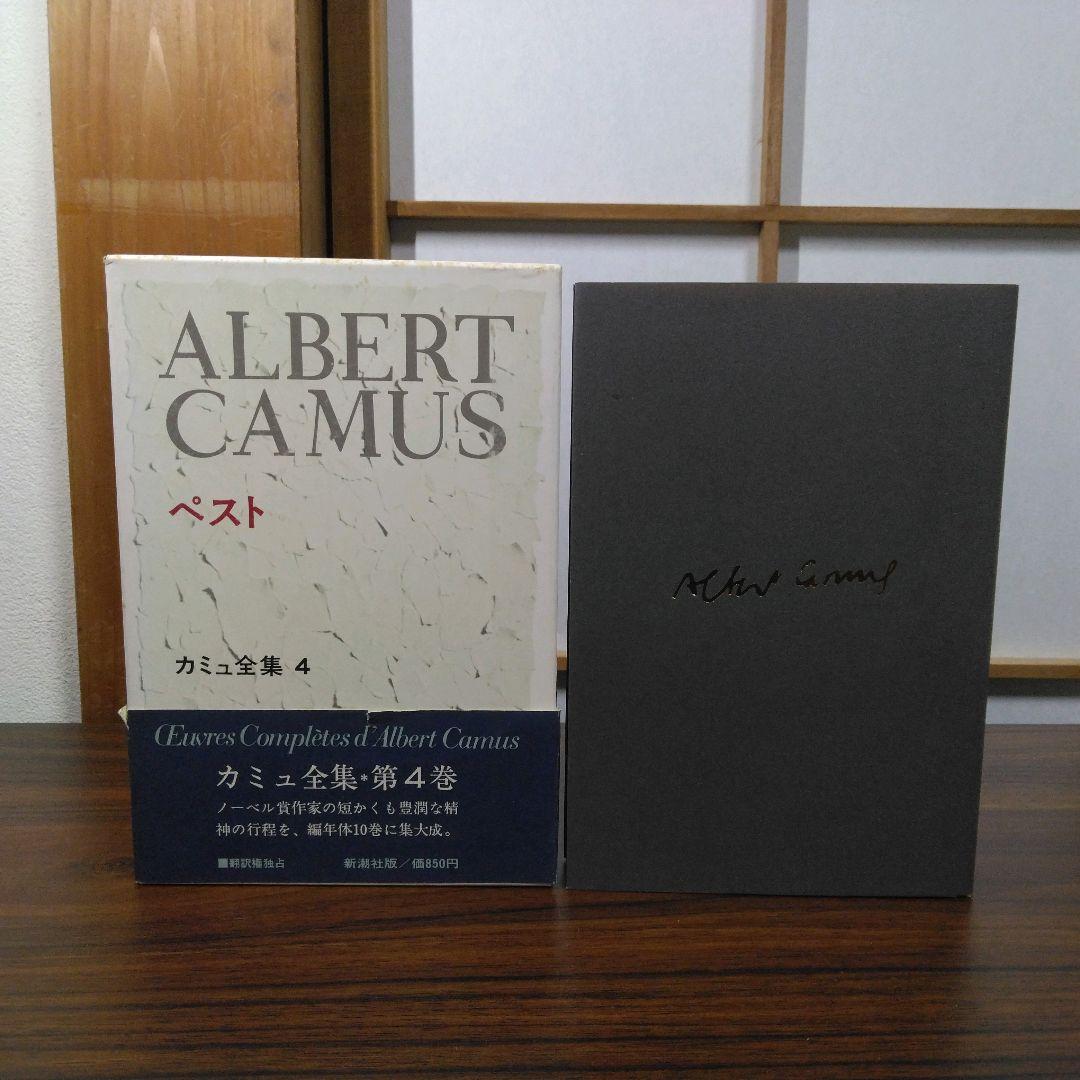 ALBERT
CAMUS
ペスト
カミュ全集 4
Œuvres Complètes d'Albert Camus
カミュ全集*第4巻
ノーベル賞作家の短かくも豊潤な精
神の行程を、編年体10巻に集大成。
■翻訳権独占 新潮社版／価850円
Albert Camus